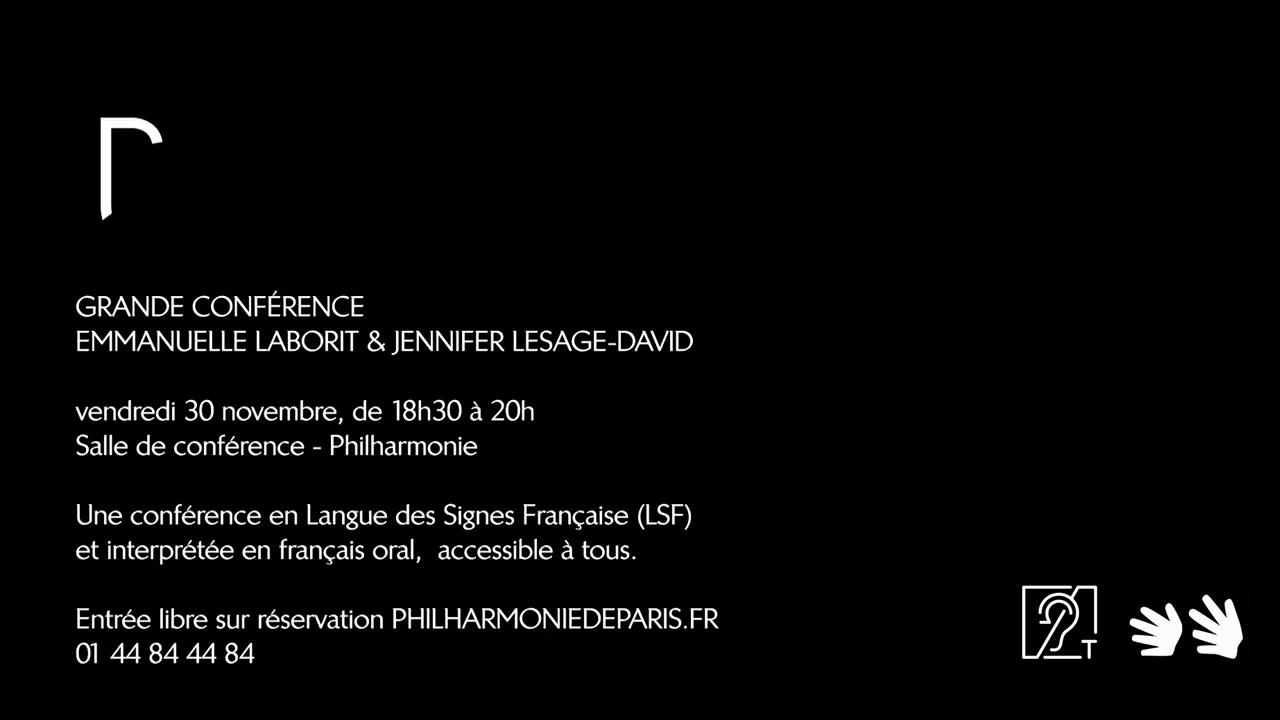 GRANDE CONFÉRENCE
EMMANUELLE LABORIT & JENNIFER LESAGE-DAVID
vendredi 30 novembre, de 18h30 à 20h
Salle de conférence - Philharmonie
Une conférence en Langue des Signes Française (LSF)
et interprétée en français oral,  accessible à tous.
Entrée libre sur réservation PHILHARMONIEDEPARIS.FR
01 44 84 44 84
T